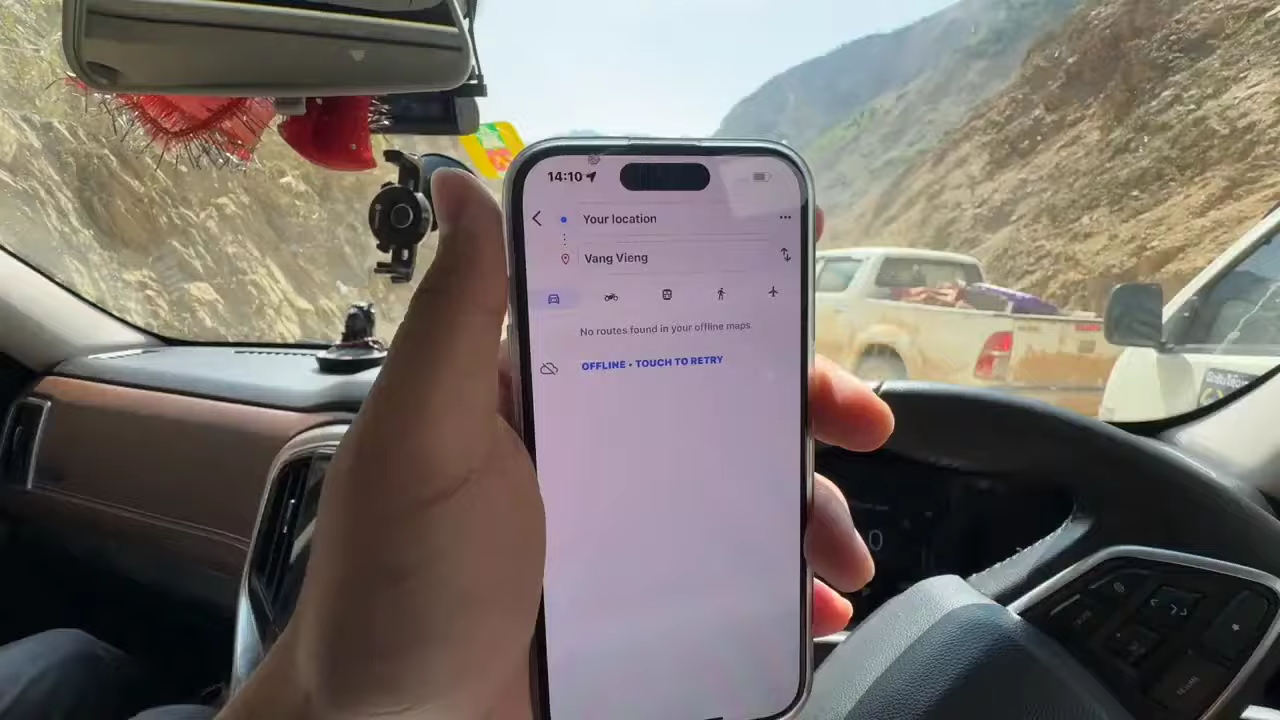 14:10
Your location
Vang Vieng
No routes found in your offline maps.
OFFLINE • TOUCH TO RETRY